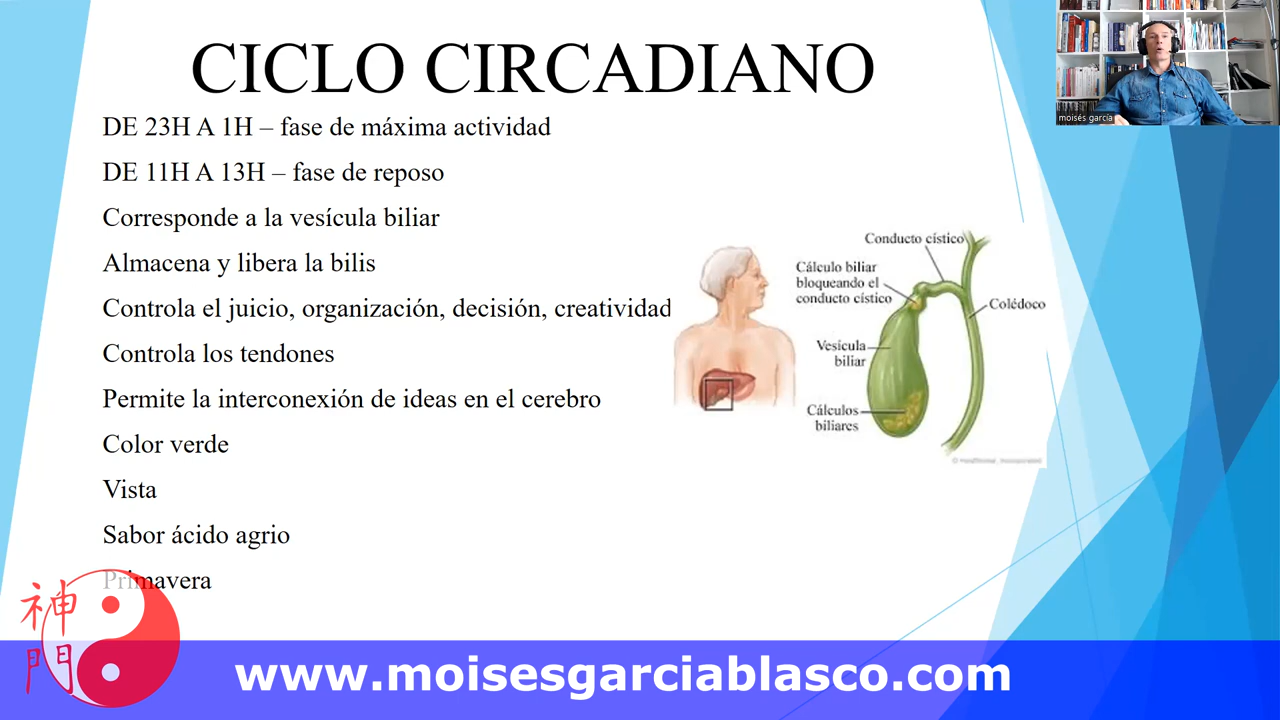 CICLO CIRCADIANO
DE 23H A 1H – fase de máxima actividad
DE 11H A 13H – fase de reposo
Corresponde a la vesícula biliar
Almacena y libera la bilis
Controla el juicio, organización, decisión, creatividad
Controla los tendones
Permite la interconexión de ideas en el cerebro
Color verde
Vista
Sabor ácido agrio
Primavera
Conducto cístico
Cálculo biliar
bloqueando el
conducto cístico
Colédoco
Vesícula
biliar
Cálculos
biliares
moisés garcía
神門
www.moisesgarciablasco.com